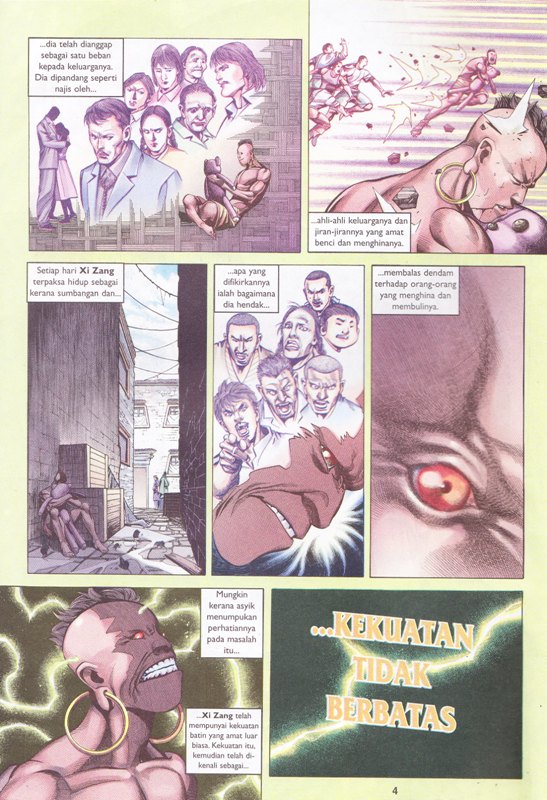 ...dia telah dianggap
sebagai satu beban
kepada keluarganya.
Dia dipandang seperti
najis oleh...
...ahli-ahli keluarganya dan
jiran-jirannya yang amat
benci dan menghinanya.
Setiap hari Xi Zang
terpaksa hidup sebagai
kerana sumbangan dan...
...apa yang
difikirkannya
ialah bagaimana
dia hendak...
...membalas dendam
terhadap orang-orang
yang menghina dan
membulinya.
Mungkin
kerana asyik
menumpukan
perhatiannya
pada masalah
itu...
...Xi Zang telah
mempunyai kekuatan
batin yang amat luar
biasa. Kekuatan itu,
kemudian telah di-
kenali sebagai...
...KEKUATAN
TIDAK
BERBATAS
4